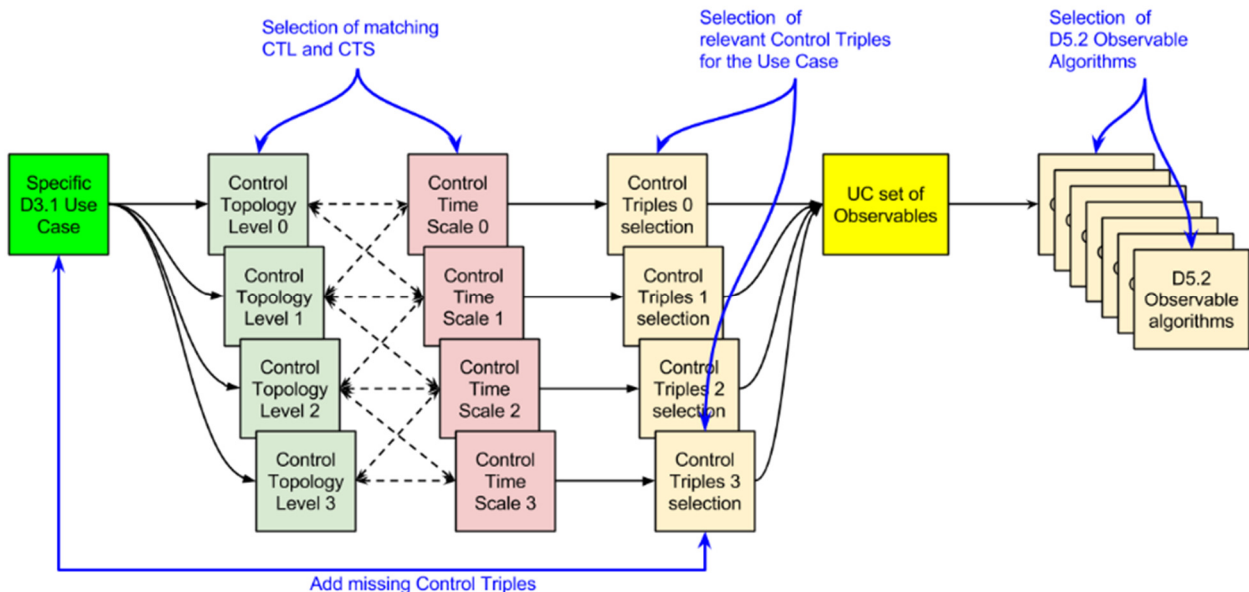 Selection of matching
CTL and CTS
Selection of
relevant Control Triples
for the Use Case
Selection of
D5.2 Observable
Algorithms
Specific
D3.1 Use
Case
Control
Topology
Level 0
Control
Time
Scale 0
Control
Triples 0
selection
UC set of
Observables
Control
Topology
Level 1
Control
Time
Scale 1
Control
Triples 1
selection
D5.2
Observable
algorithms
Control
Topology
Level 2
Control
Time
Scale 2
Control
Triples 2
selection
Control
Topology
Level 3
Control
Time
Scale 3
Control
Triples 3
selection
Add missing Control Triples